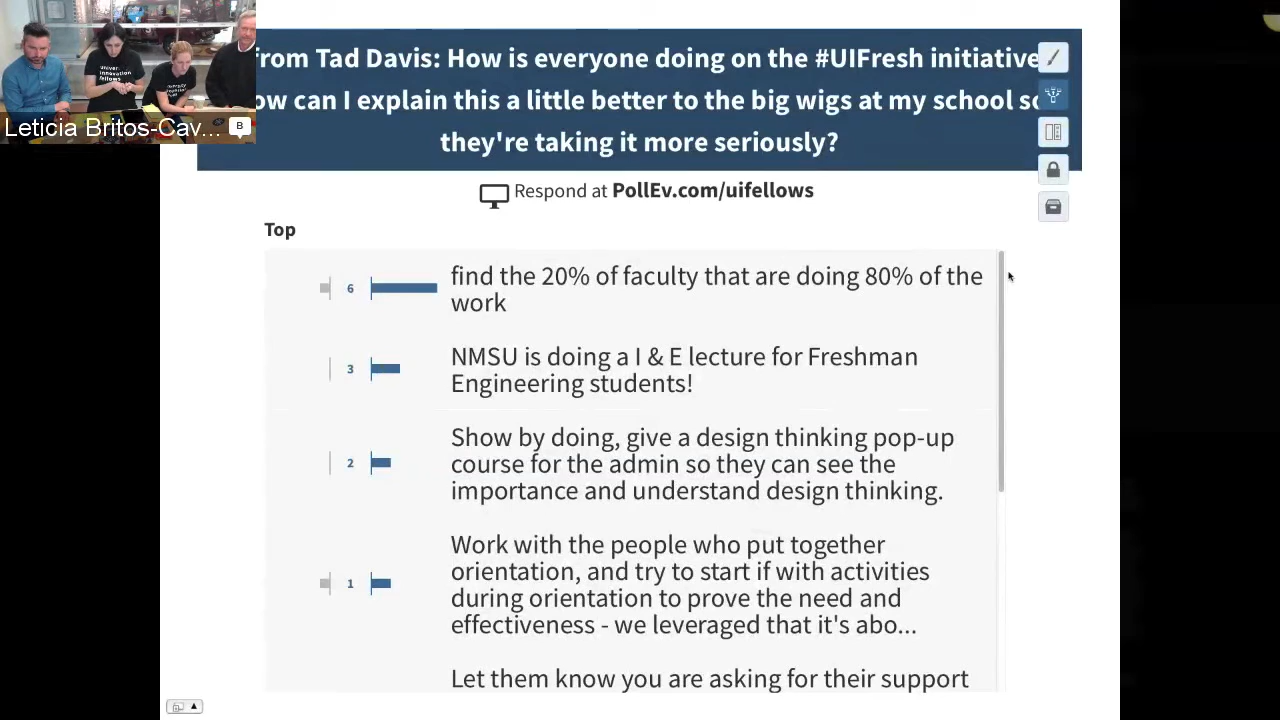 from Tad Davis: How is everyone doing on the #UIFresh initiative
ow can I explain this a little better to the big wigs at my school so
they're taking it more seriously?
Leticia Britos-Cav... B
Respond at PollEv.com/uifellows
Top
6 find the 20% of faculty that are doing 80% of the
work
3 NMSU is doing a I & E lecture for Freshman
Engineering students!
2 Show by doing, give a design thinking pop-up
course for the admin so they can see the
importance and understand design thinking.
1 Work with the people who put together
orientation, and try to start if with activities
during orientation to prove the need and
effectiveness - we leveraged that it's abo...
Let them know you are asking for their support